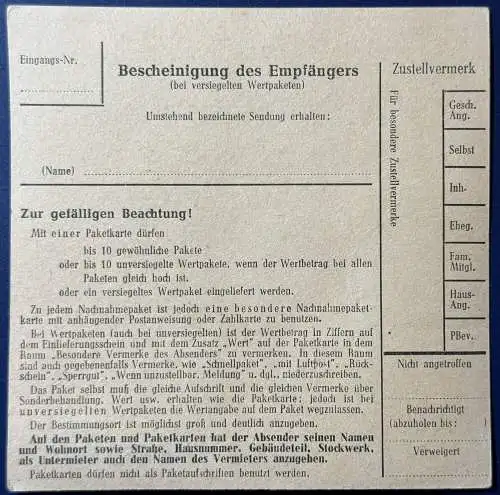 Eingangs-Nr.
Bescheinigung des Empfängers
(bei versiegelten Wertpaketen)
Umstehend bezeichnete Sendung erhalten:
(Name)
Zur gefälligen Beachtung!
Mit einer Paketkarte dürfen
bis 10 gewöhnliche Pakete
oder bis 10 unversiegelte Wertpakete, wenn der Wertbetrag bei allen
Paketen gleich hoch ist,
oder ein versiegeltes Wertpaket eingeliefert werden.
Zu jedem Nachnahmepaket ist jedoch eine besondere Nachnahmepaket-
karte mit anhängender Postanweisung oder Zahlkarte zu benutzen.
Bei Wertpaketen (auch bei unversiegelten) ist der Wertbetrag in Ziffern auf
dem Einlieferungsschein und mit dem Zusatz „Wert" auf der Paketkarte in dem
Raum „Besondere Vermerke des Absenders" zu vermerken. In diesem Raum
sind auch gegebenenfalls Vermerke, wie „Schnellpaket", „mit Luftpost", „Rück-
schein", „Sperrgut", „Wenn unanstellbar. Meldung" u. dgl., niederzuschreiben.
Das Paket selbst muß die gleiche Aufschrift und die gleichen Vermerke über
Sonderbehandlung, Wert usw. erhalten wie die Paketkarte; jedoch ist bei
unversiegelten Wertpaketen die Wertangabe auf dem Paket wegzulassen.
Der Bestimmungsort ist möglichst groß und deutlich anzugeben.
Auf den Paketen und Paketkarten hat der Absender seinen Namen
und Wohnort sowie Straße, Hausnummer, Gebäudeteil, Stockwerk,
als Untermieter auch den Namen des Vermieters anzugeben.
Paketkarten dürfen nicht als Paketaufschriften benutzt werden.
Zustellvermerk
Für besondere Zustellvermerke
Gesch.
Ang.
Selbst
Inh.
Eheg.
Fam.
Mitgl.
Haus-
Ang.
PBev.
Nicht angetroffen
Benachrichtigt
(abzuholen bis: )
Verweigert